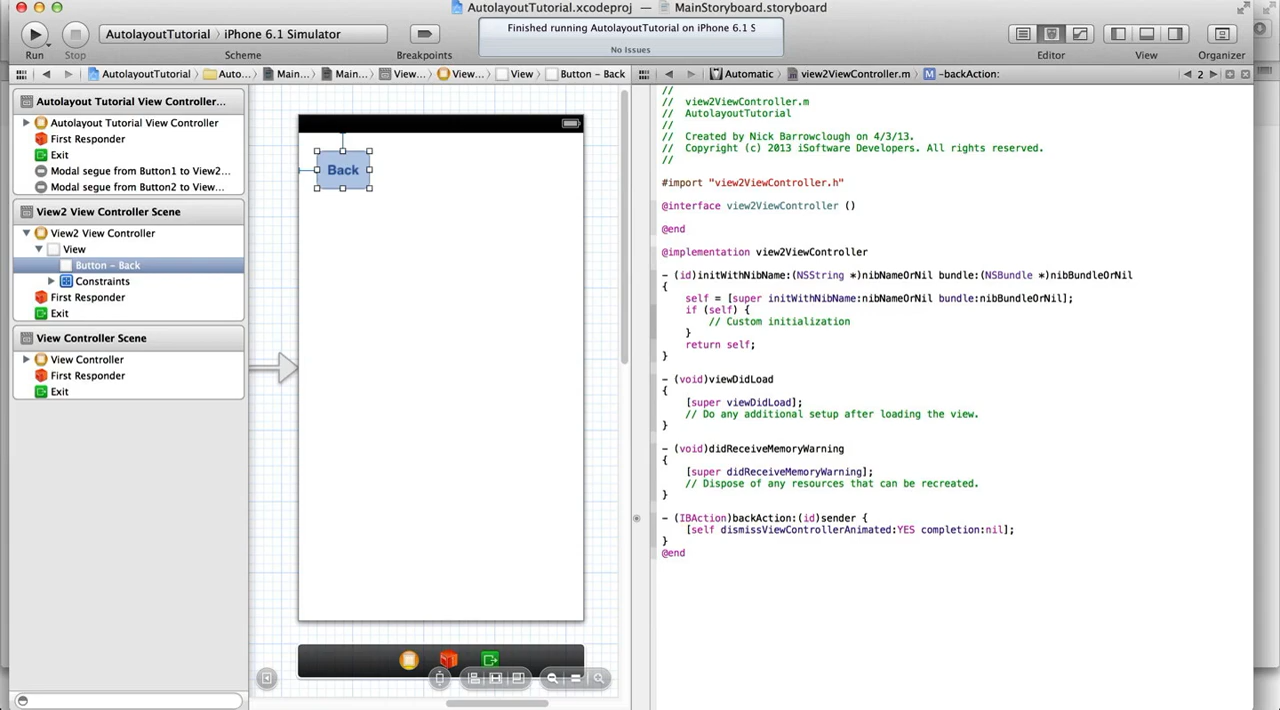 AutolayoutTutorial.xcodeproj — MainStoryboard.storyboard
AutolayoutTutorial iPhone 6.1 Simulator
Finished running AutolayoutTutorial on iPhone 6.1 S
No Issues
Run Stop Scheme Breakpoints Editor View Organizer
AutolayoutTutorial Auto... Main... Main... View... View... View Button - Back
Automatic view2ViewController.m M -backAction: 2
Autolayout Tutorial View Controller...
Autolayout Tutorial View Controller
First Responder
Exit
Modal segue from Button1 to View2...
Modal segue from Button2 to View...
View2 View Controller Scene
View2 View Controller
View
Button - Back
Constraints
First Responder
Exit
View Controller Scene
View Controller
First Responder
Exit
Back
//
// view2ViewController.m
// AutolayoutTutorial
//
// Created by Nick Barrowclough on 4/3/13.
// Copyright (c) 2013 iSoftware Developers. All rights reserved.
//
#import "view2ViewController.h"
@interface view2ViewController ()
@end
@implementation view2ViewController
- (id)initWithNibName:(NSString *)nibNameOrNil bundle:(NSBundle *)nibBundleOrNil
{
self = [super initWithNibName:nibNameOrNil bundle:nibBundleOrNil];
if (self) {
// Custom initialization
}
return self;
}
- (void)viewDidLoad
{
[super viewDidLoad];
// Do any additional setup after loading the view.
}
- (void)didReceiveMemoryWarning
{
[super didReceiveMemoryWarning];
// Dispose of any resources that can be recreated.
}
- (IBAction)backAction:(id)sender {
[self dismissViewControllerAnimated:YES completion:nil];
}
@end